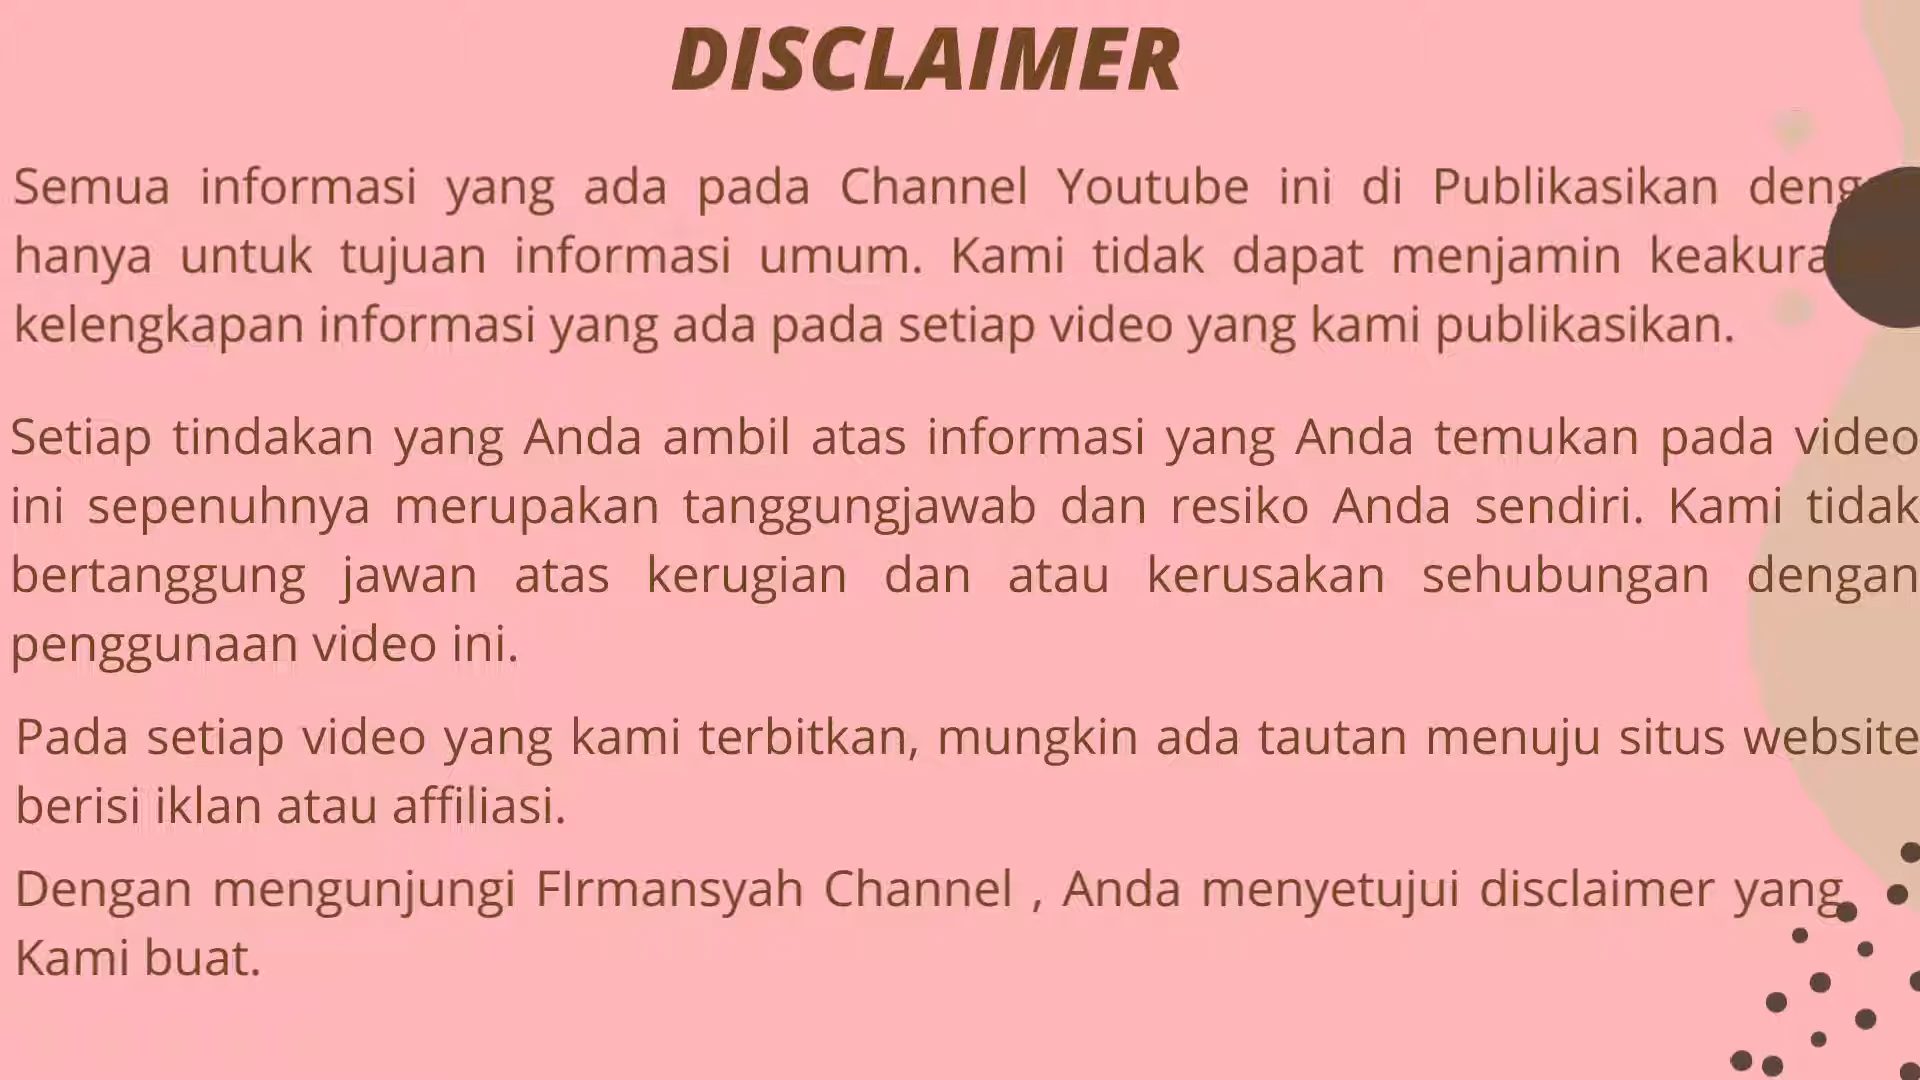 DISCLAIMER
Semua informasi yang ada pada Channel Youtube ini di Publikasikan
hanya untuk tujuan informasi umum. Kami tidak dapat menjamin
kelengkapan informasi yang ada pada setiap video yang kami publikasikan.
Setiap tindakan yang Anda ambil atas informasi yang Anda temukan pada video
ini sepenuhnya merupakan tanggungjawab dan resiko Anda sendiri. Kami tidak
bertanggung jawan atas kerugian dan atau kerusakan sehubungan dengan
penggunaan video ini.
Pada setiap video yang kami terbitkan, mungkin ada tautan menuju situs website
berisi iklan atau affiliasi.
Dengan mengunjungi FIrmansyah Channel , Anda menyetujui disclaimer yang
Kami buat.